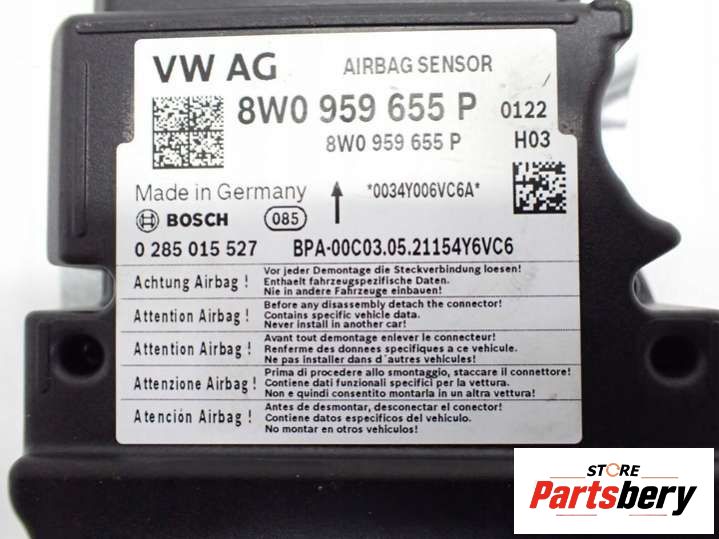 VW AG AIRBAG SENSOR
8W0 959 655 P 0122
8W0 959 655 P H03
Made in Germany *0034Y006VC6A*
BOSCH 085
0 285 015 527 BPA-00C03.05.21154Y6VC6
Achtung Airbag ! Vor jeder Demontage die Steckverbindung loesen!
Enthaelt fahrzeugspezifische Daten.
Nie in andere Fahrzeuge einbauen!
Attention Airbag ! Before any disassembly detach the connector!
Contains specific vehicle data.
Never install in another car!
Attention Airbag ! Avant tout demontage enlever le connecteur!
Renferme des donnees specifiques a ce vehicule.
Ne pas installer dans d´autres vehicules!
Attenzione Airbag ! Prima di procedere allo smontaggio, staccare il connettore!
Contiene dati funzionali specifici per la vettura.
Non e quindi consentito montarla in un altra vettura!
Atención Airbag ! Antes de desmontar, desconectar el conector!
Contiene datos especificos del vehiculo.
No montar en otros vehiculos!
STORE
Partsbery